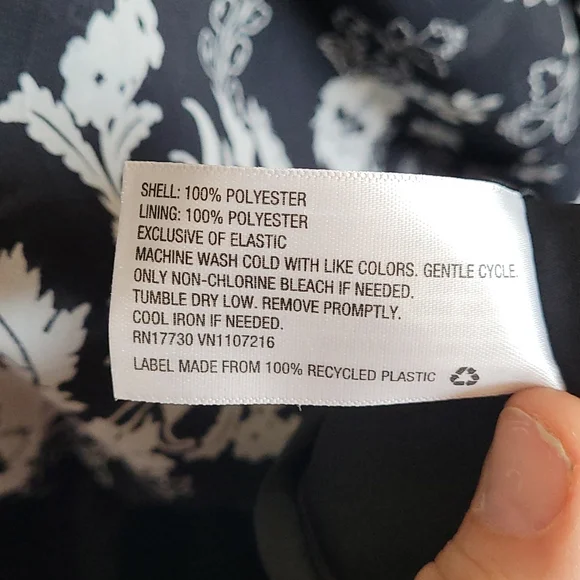 SHELL: 100% POLYESTER
LINING: 100% POLYESTER
EXCLUSIVE OF ELASTIC
MACHINE WASH COLD WITH LIKE COLORS. GENTLE CYCLE.
ONLY NON-CHLORINE BLEACH IF NEEDED.
TUMBLE DRY LOW. REMOVE PROMPTLY.
COOL IRON IF NEEDED.
RN17730 VN1107216
LABEL MADE FROM 100% RECYCLED PLASTIC